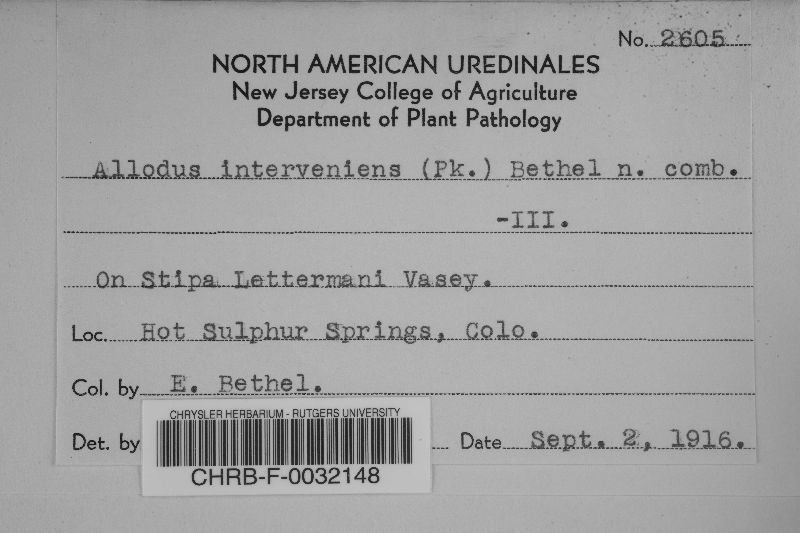 No. 2605
NORTH AMERICAN UREDINALES
New Jersey College of Agriculture
Department of Plant Pathology
Allodus interveniens (Pk.) Bethel n. comb.
-III.
On Stipa Lettermani Vasey.
Loc. Hot Sulphur Springs, Colo.
Col. by E. Bethel.
Det. by Date Sept. 2, 1916.
CHRYSLER HERBARIUM - RUTGERS UNIVERSITY
CHRB-F-0032148